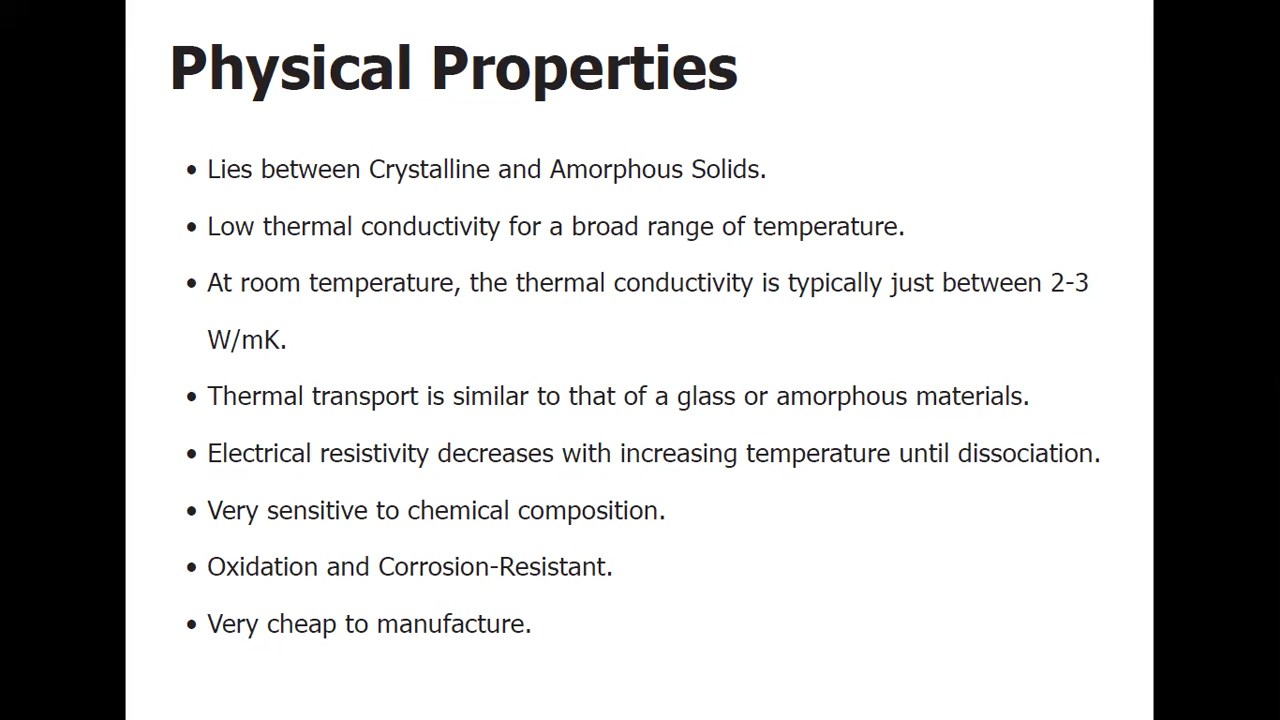 Physical Properties
• Lies between Crystalline and Amorphous Solids.
• Low thermal conductivity for a broad range of temperature.
• At room temperature, the thermal conductivity is typically just between 2-3
W/mK.
• Thermal transport is similar to that of a glass or amorphous materials.
• Electrical resistivity decreases with increasing temperature until dissociation.
• Very sensitive to chemical composition.
• Oxidation and Corrosion-Resistant.
• Very cheap to manufacture.